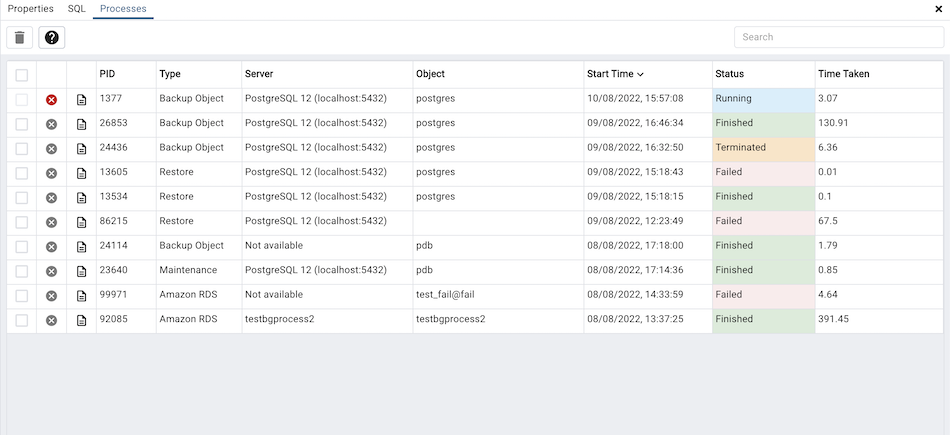 Properties SQL Processes
Search
PID Type Server Object Start Time Status Time Taken
1377 Backup Object PostgreSQL 12 (localhost:5432) postgres 10/08/2022, 15:57:08 Running 3.07
26853 Backup Object PostgreSQL 12 (localhost:5432) postgres 09/08/2022, 16:46:34 Finished 130.91
24436 Backup Object PostgreSQL 12 (localhost:5432) postgres 09/08/2022, 16:32:50 Terminated 6.36
13605 Restore PostgreSQL 12 (localhost:5432) postgres 09/08/2022, 15:18:43 Failed 0.01
13534 Restore PostgreSQL 12 (localhost:5432) postgres 09/08/2022, 15:18:15 Finished 0.1
86215 Restore PostgreSQL 12 (localhost:5432) 09/08/2022, 12:23:49 Failed 67.5
24114 Backup Object Not available pdb 08/08/2022, 17:18:00 Finished 1.79
23640 Maintenance PostgreSQL 12 (localhost:5432) pdb 08/08/2022, 17:14:36 Finished 0.85
99971 Amazon RDS Not available test_fail@fail 08/08/2022, 14:33:59 Failed 4.64
92085 Amazon RDS testbgprocess2 testbgprocess2 08/08/2022, 13:37:25 Finished 391.45